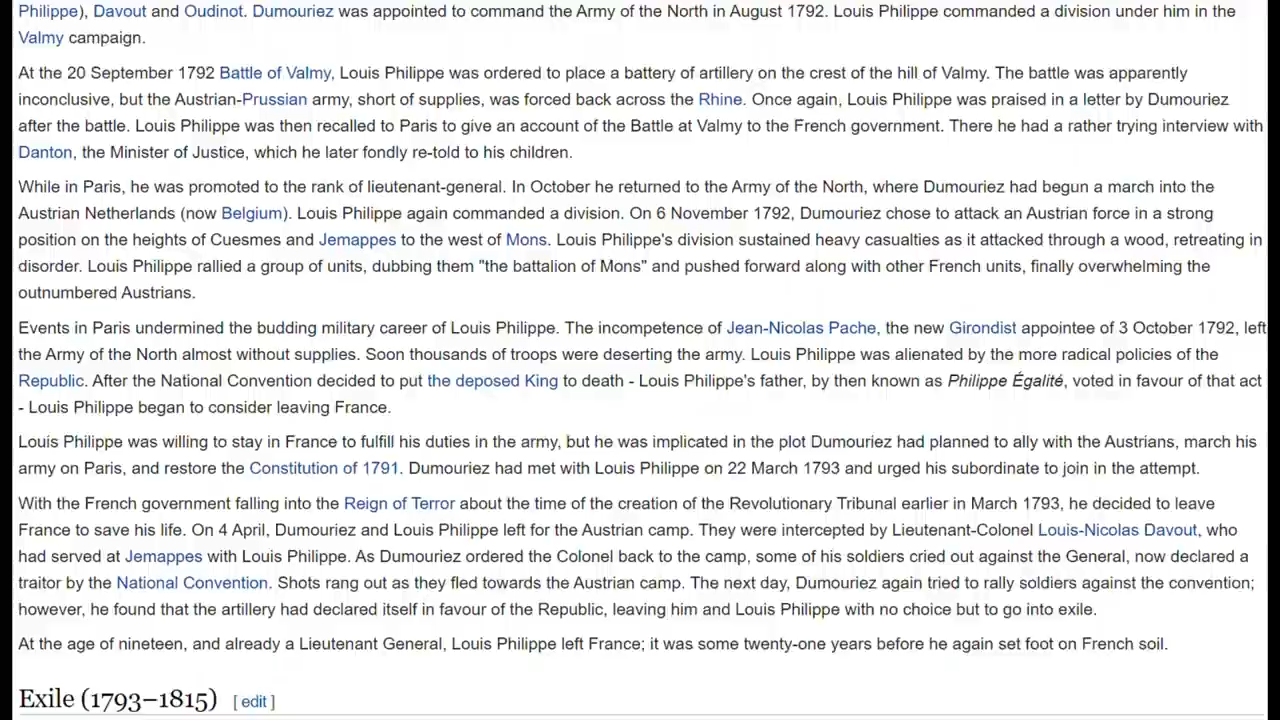 Philippe), Davout and Oudinot. Dumouriez was appointed to command the Army of the North in August 1792. Louis Philippe commanded a division under him in the
Valmy campaign.
At the 20 September 1792 Battle of Valmy, Louis Philippe was ordered to place a battery of artillery on the crest of the hill of Valmy. The battle was apparently
inconclusive, but the Austrian-Prussian army, short of supplies, was forced back across the Rhine. Once again, Louis Philippe was praised in a letter by Dumouriez
after the battle. Louis Philippe was then recalled to Paris to give an account of the Battle at Valmy to the French government. There he had a rather trying interview with
Danton, the Minister of Justice, which he later fondly re-told to his children.
While in Paris, he was promoted to the rank of lieutenant-general. In October he returned to the Army of the North, where Dumouriez had begun a march into the
Austrian Netherlands (now Belgium). Louis Philippe again commanded a division. On 6 November 1792, Dumouriez chose to attack an Austrian force in a strong
position on the heights of Cuesmes and Jemappes to the west of Mons. Louis Philippe's division sustained heavy casualties as it attacked through a wood, retreating in
disorder. Louis Philippe rallied a group of units, dubbing them "the battalion of Mons" and pushed forward along with other French units, finally overwhelming the
outnumbered Austrians.
Events in Paris undermined the budding military career of Louis Philippe. The incompetence of Jean-Nicolas Pache, the new Girondist appointee of 3 October 1792, left
the Army of the North almost without supplies. Soon thousands of troops were deserting the army. Louis Philippe was alienated by the more radical policies of the
Republic. After the National Convention decided to put the deposed King to death - Louis Philippe's father, by then known as Philippe Égalité, voted in favour of that act
- Louis Philippe began to consider leaving France.
Louis Philippe was willing to stay in France to fulfill his duties in the army, but he was implicated in the plot Dumouriez had planned to ally with the Austrians, march his
army on Paris, and restore the Constitution of 1791. Dumouriez had met with Louis Philippe on 22 March 1793 and urged his subordinate to join in the attempt.
With the French government falling into the Reign of Terror about the time of the creation of the Revolutionary Tribunal earlier in March 1793, he decided to leave
France to save his life. On 4 April, Dumouriez and Louis Philippe left for the Austrian camp. They were intercepted by Lieutenant-Colonel Louis-Nicolas Davout, who
had served at Jemappes with Louis Philippe. As Dumouriez ordered the Colonel back to the camp, some of his soldiers cried out against the General, now declared a
traitor by the National Convention. Shots rang out as they fled towards the Austrian camp. The next day, Dumouriez again tried to rally soldiers against the convention;
however, he found that the artillery had declared itself in favour of the Republic, leaving him and Louis Philippe with no choice but to go into exile.
At the age of nineteen, and already a Lieutenant General, Louis Philippe left France; it was some twenty-one years before he again set foot on French soil.
Exile (1793–1815) [ edit ]